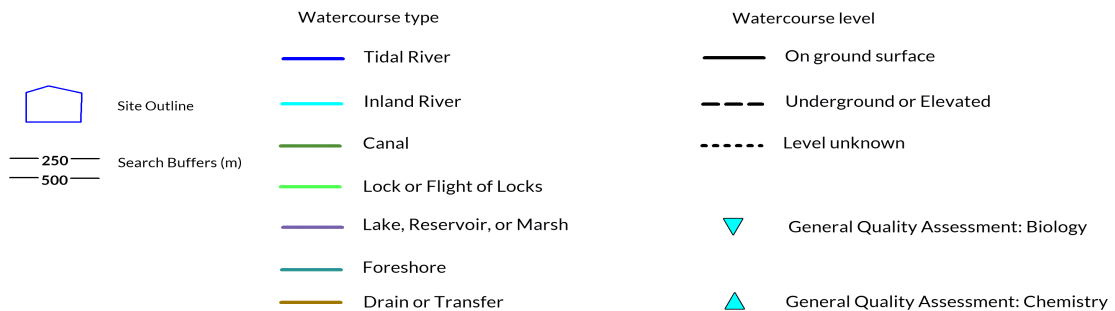 Watercourse type
Watercourse level
Tidal River
On ground surface
Site Outline
Inland River
Underground or Elevated
250
Search Buffers (m)
500
Canal
Level unknown
Lock or Flight of Locks
Lake, Reservoir, or Marsh
General Quality Assessment: Biology
Foreshore
Drain or Transfer
General Quality Assessment: Chemistry